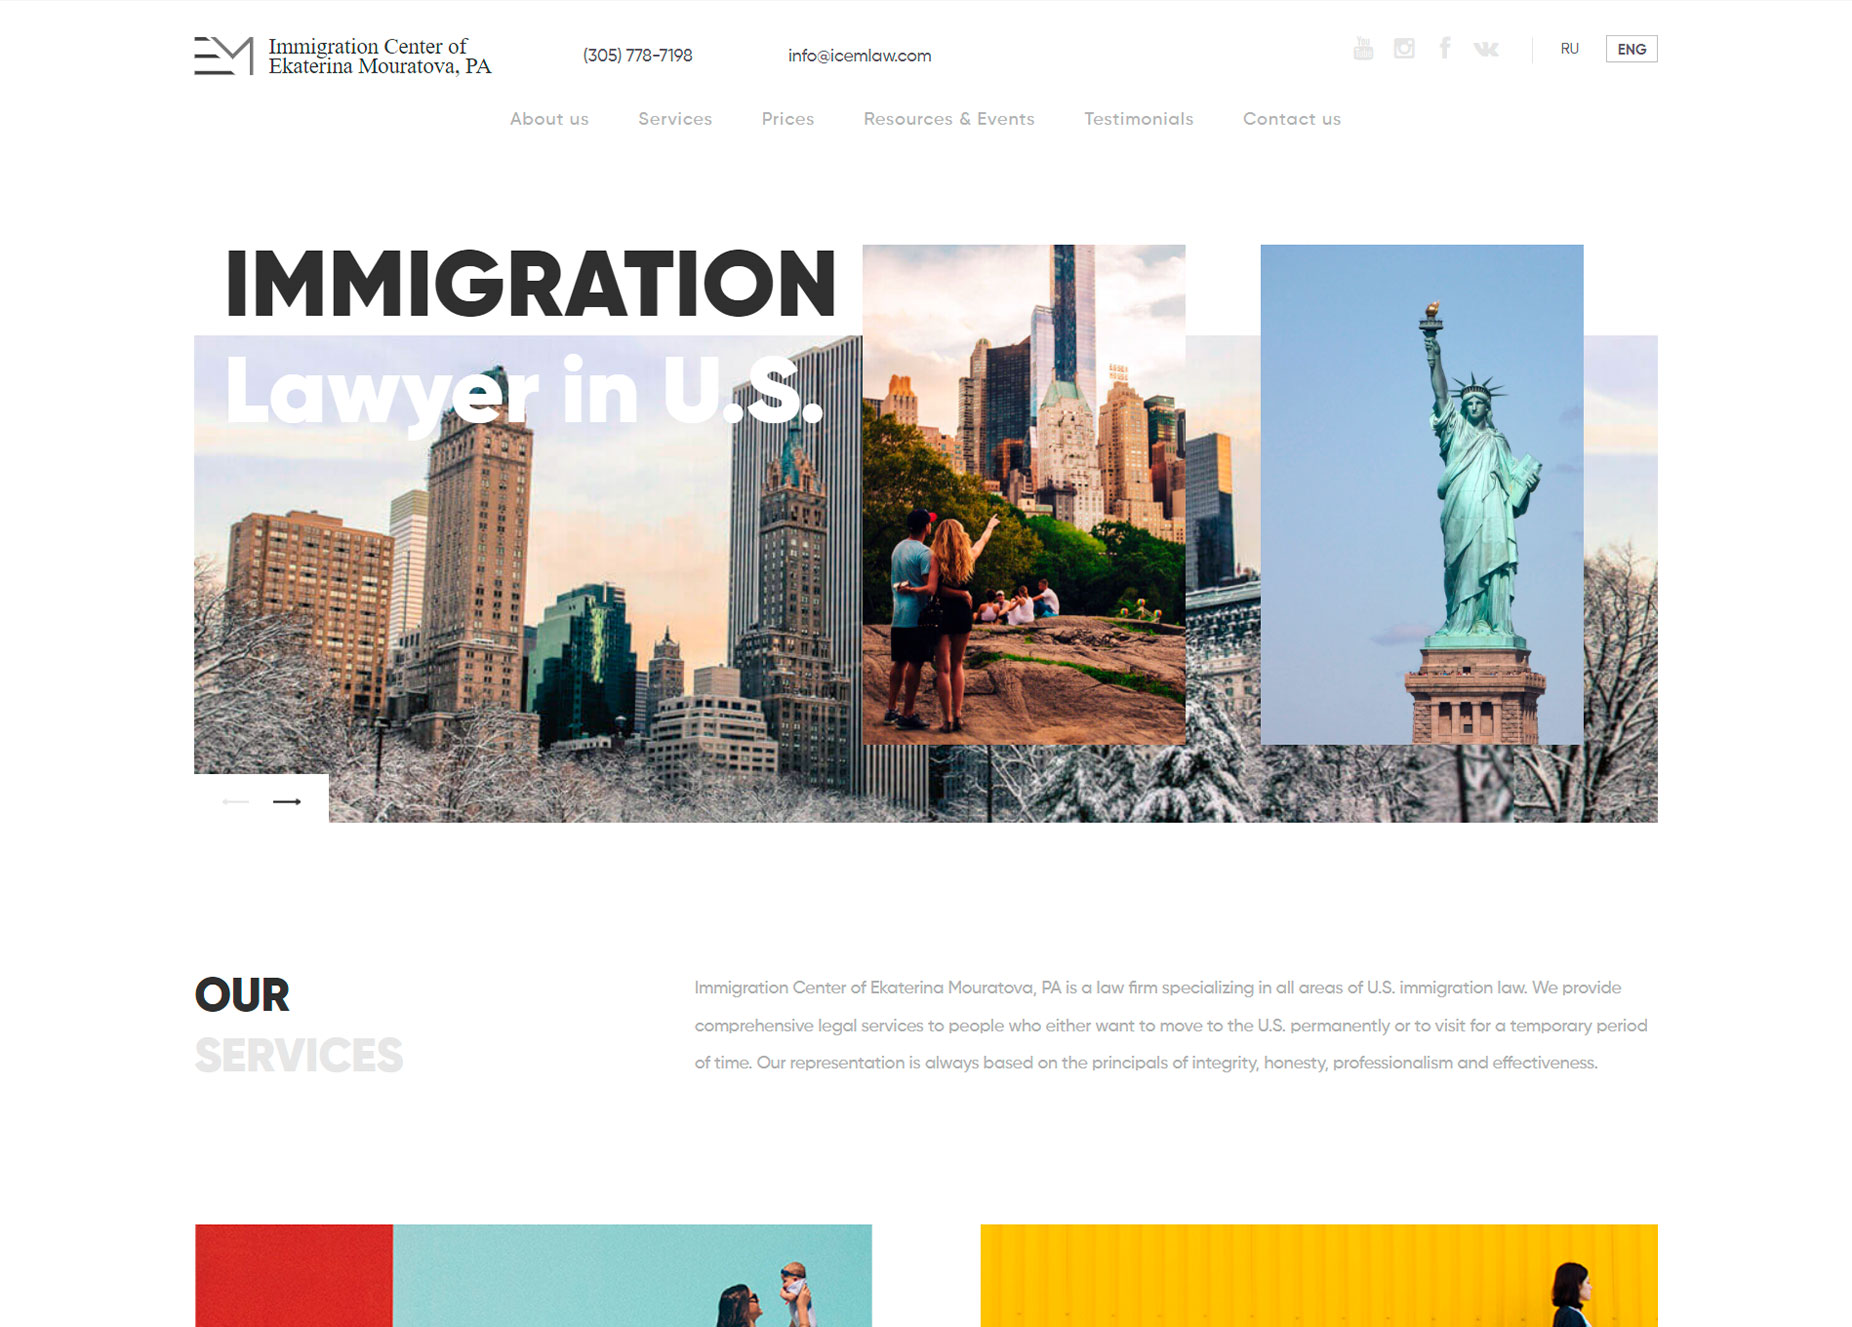 Immigration Center of
Ekaterina Mouratova, PA
(305) 778-7198
info@icemlaw.com
You
Tube
RU
ENG
About us
Services
Prices
Resources & Events
Testimonials
Contact us
IMMIGRATION
Lawyer in U.S.
OUR
SERVICES
Immigration Center of Ekaterina Mouratova, PA is a law firm specializing in all areas of U.S. immigration law. We provide
comprehensive legal services to people who either want to move to the U.S. permanently or to visit for a temporary period
of time. Our representation is always based on the principals of integrity, honesty, professionalism and effectiveness.